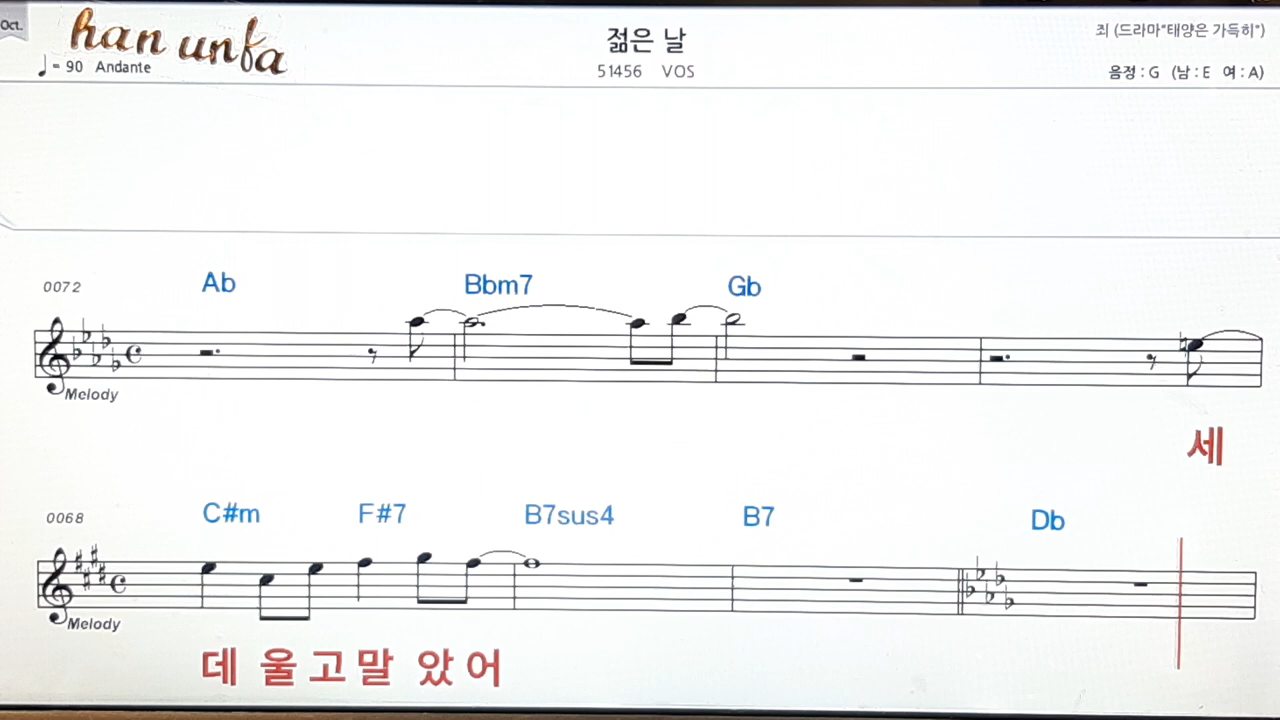 Oct.
han unfa
♩= 90 Andante
젊은 날
51456 VOS
죄 (드라마"태양은 가득히")
음정 : G (남 : E 여 : A)
0072
Ab Bbm7 Gb
Melody
세
0068
C#m F#7 B7sus4 B7 Db
Melody
데 울 고 말 았 어